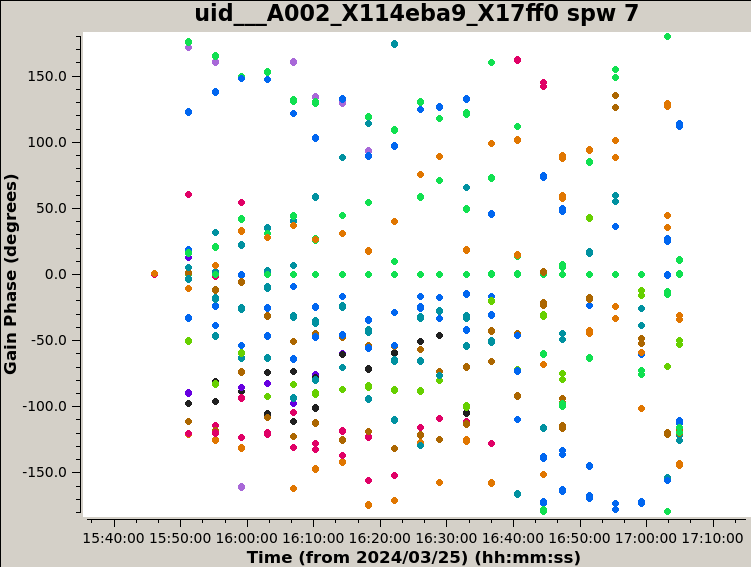 uid___A002_X114eba9_X17ff0 spw 7
Gain Phase (degrees)
150.0
100.0
50.0
0.0
-50.0
-100.0
-150.0
15:40:00 15:50:00 16:00:00 16:10:00 16:20:00 16:30:00 16:40:00 16:50:00 17:00:00 17:10:00
Time (from 2024/03/25) (hh:mm:ss)